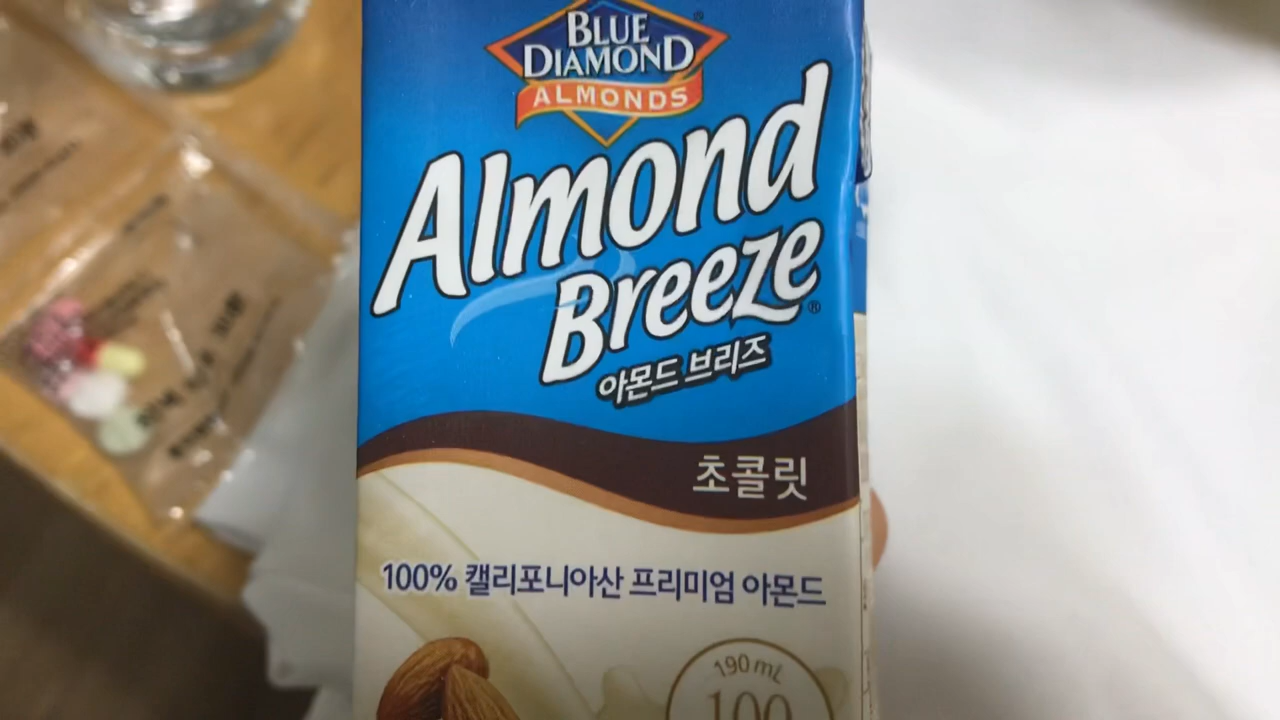 BLUE
DIAMOND
ALMONDS
Almond
Breeze®
아몬드 브리즈
초콜릿
100% 캘리포니아산 프리미엄 아몬드
190 mL
100